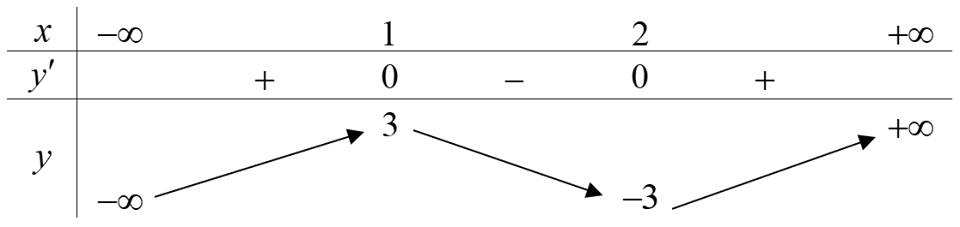 x −∞ 1 2 +∞
y′ + 0 − 0 +
3 +∞
y
−∞ −3